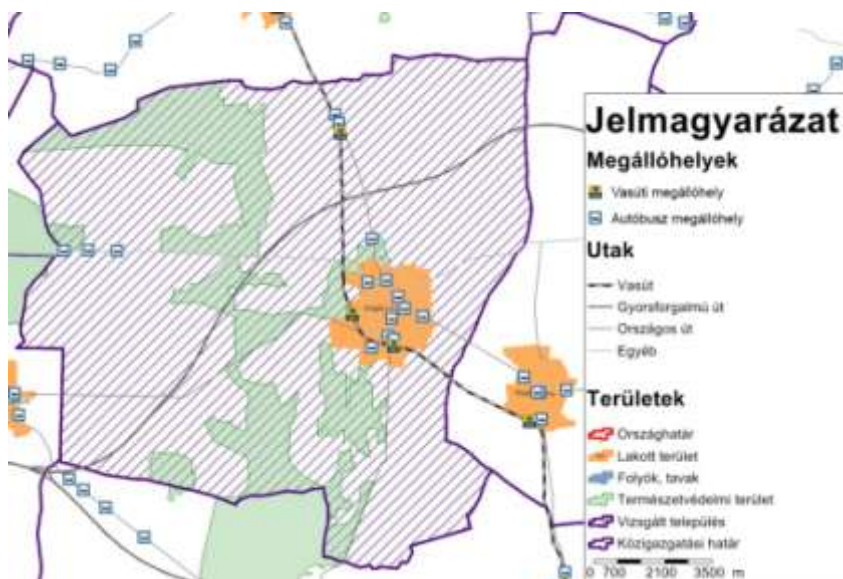 Jelmagyarázat
Megállóhelyek
Vasúti megállóhely
Autóbusz megállóhely
Utak
Vasút
Gyorsforgalmú út
Országos út
Egyéb
Területek
Országhatár
Lakott terület
Folyók, tavak
Természetvédelmi terület
Vizsgált település
Közigazgatási határ
0 700 2100 3500 m